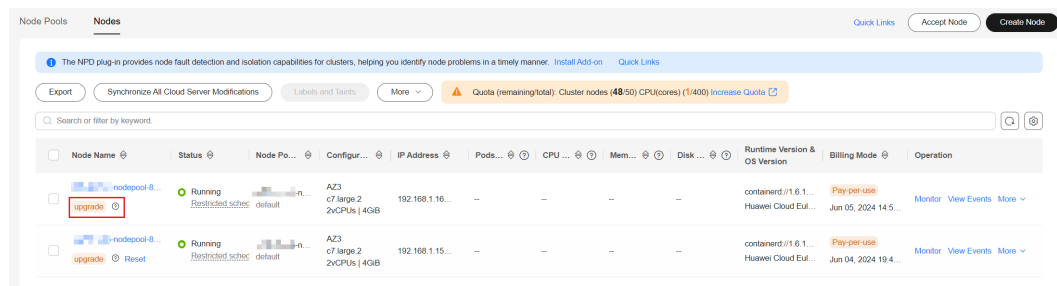 Node Pools Nodes Quick Links Accept Node Create Node
The NPD plug-in provides node fault detection and isolation capabilities for clusters, helping you identify node problems in a timely manner. Install Add-on Quick Links
Export Synchronize All Cloud Server Modifications Labels and Taints More Quota (remaining/total): Cluster nodes (48/50) CPU(cores) (1/400) Increase Quota
Search or filter by keyword.
Node Name Status Node Po... Configur... IP Address Pods... CPU ... Mem... Disk ... Runtime Version & OS Version Billing Mode Operation
-nodepool-8... Running Restricted sched -n... default AZ3 c7.large.2 2vCPUs | 4GiB 192.168.1.16... -- -- -- -- containerd://1.6.1... Huawei Cloud Eul... Pay-per-use Jun 05, 2024 14:5... Monitor View Events More
upgrade
-nodepool-8... Running Restricted sched -n... default AZ3 c7.large.2 2vCPUs | 4GiB 192.168.1.15... -- -- -- -- containerd://1.6.1... Huawei Cloud Eul... Pay-per-use Jun 04, 2024 19:4... Monitor View Events More
upgrade Reset